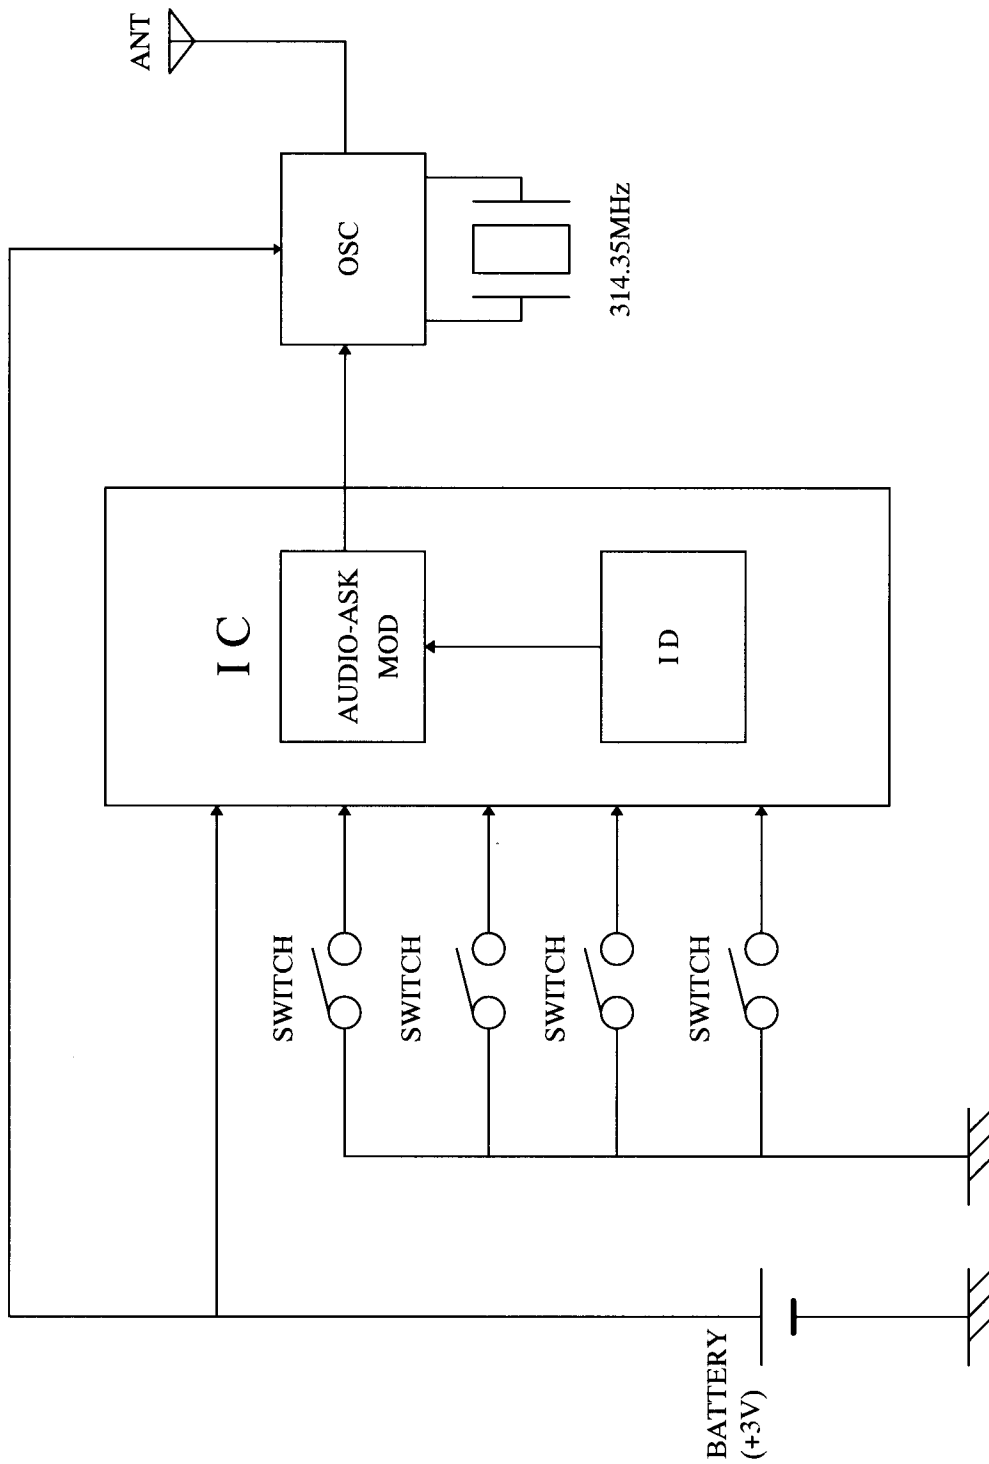 BATTERY
(+3V)
SWITCH
SWITCH
SWITCH
SWITCH
I C
AUDIO-ASK
MOD
I D
OSC
314.35MHz
ANT